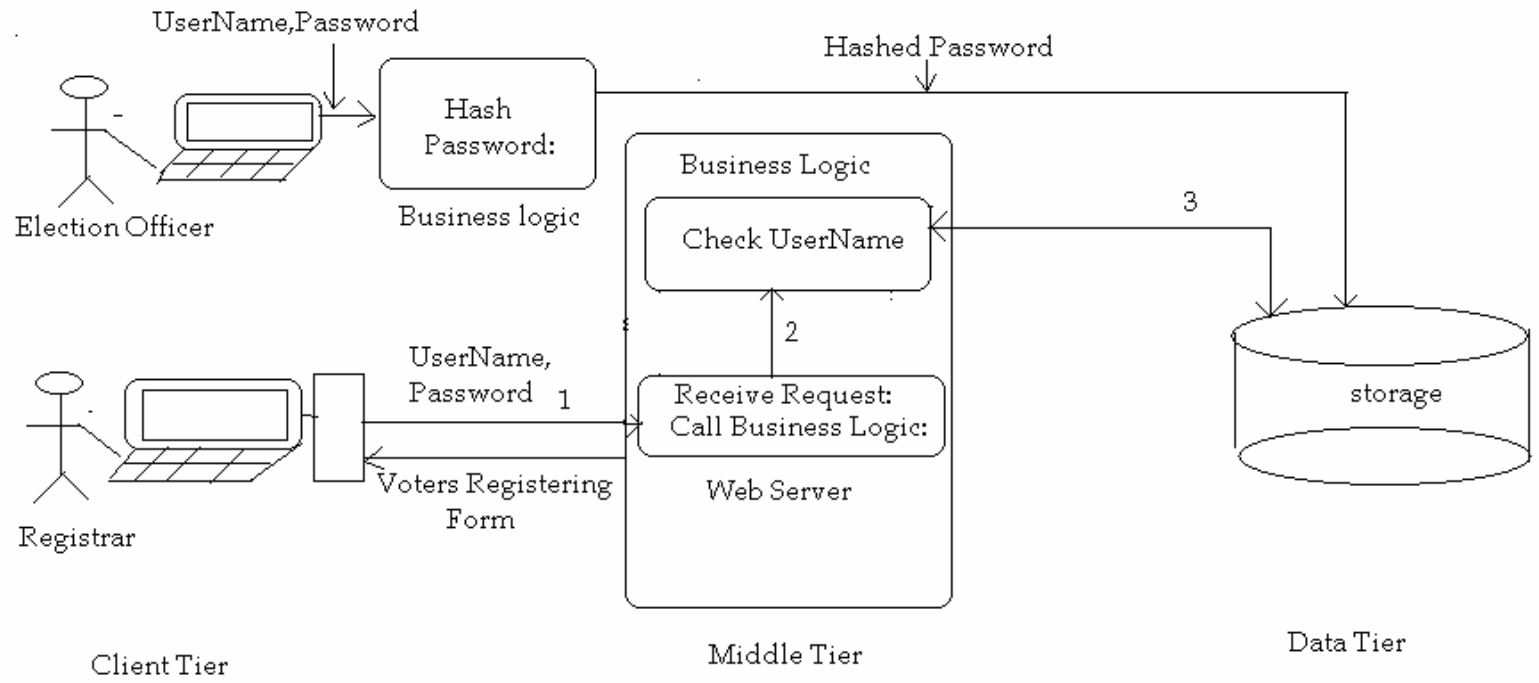 UserName,Password
Hashed Password
Hash
Password:
Business logic
Election Officer
Business Logic
Check UserName
3
2
UserName,
Password
1
Receive Request:
Call Business Logic:
Voters Registering
Form
Web Server
storage
Registrar
Client Tier
Middle Tier
Data Tier